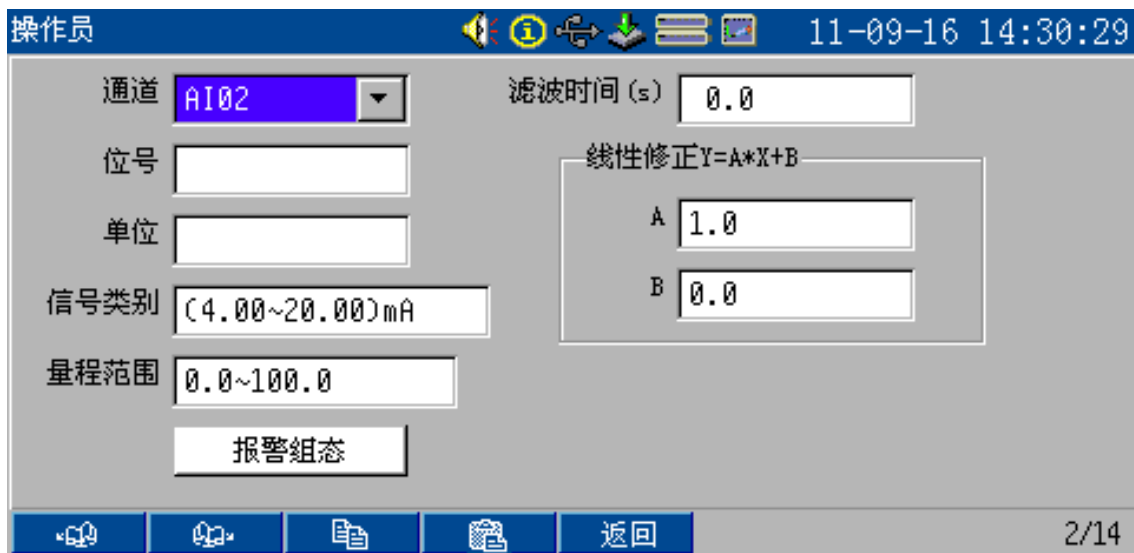 操作员 11-09-16 14:30:29
通道 AI02 滤波时间(s) 0.0
位号 线性修正Y=A*X+B
单位 A 1.0
信号类别 (4.00~20.00)mA B 0.0
量程范围 0.0~100.0
报警组态
返回 2/14